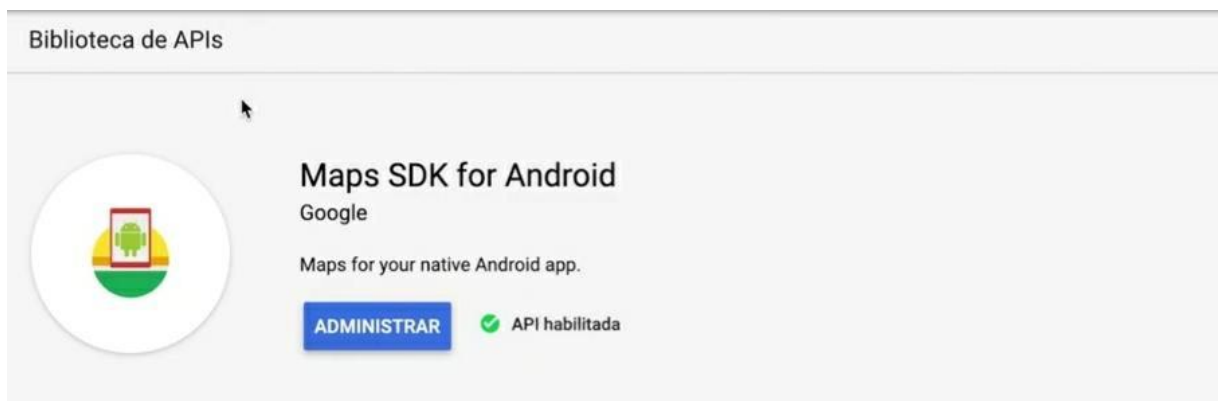 Biblioteca de APIs
Maps SDK for Android
Google
Maps for your native Android app.
ADMINISTRAR
API habilitada